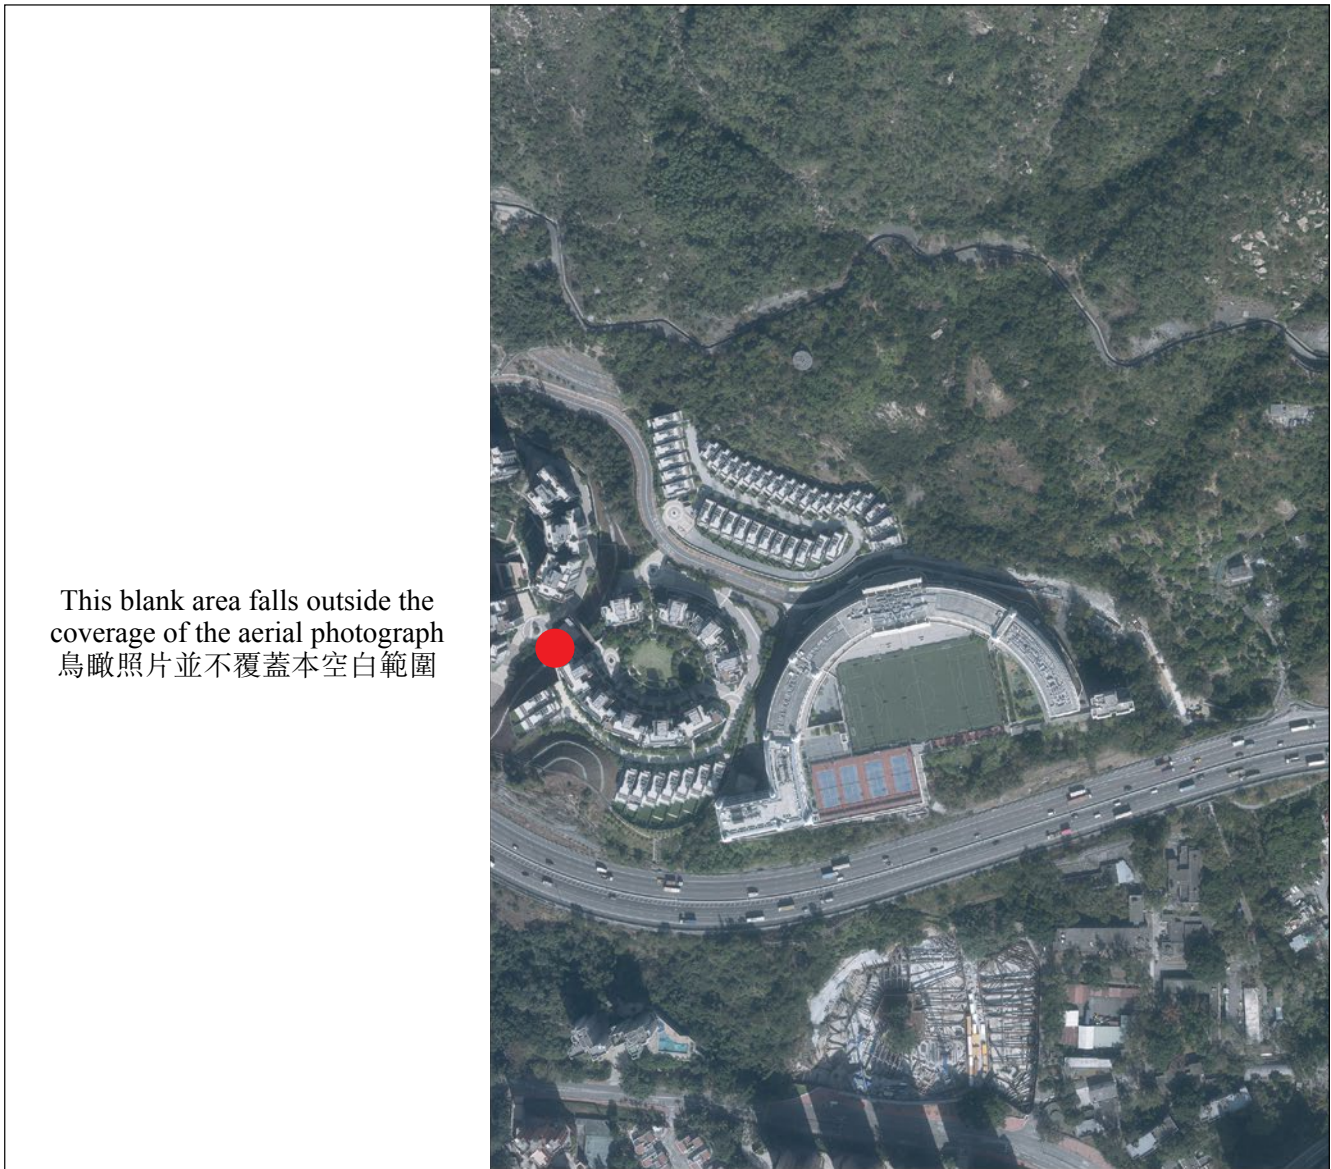 This blank area falls outside the
coverage of the aerial photograph
鳥瞰照片並不覆蓋本空白範圍